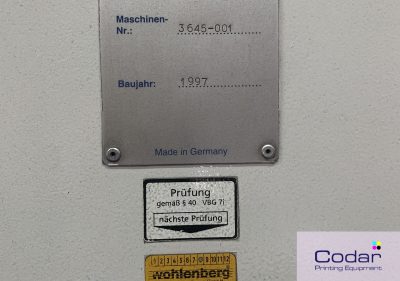 Maschinen-
Nr.: 3645-001
Baujahr: 1997
Made in Germany
Prüfung
gemäß § 40 VBG 7i
nächste Prüfung
1 2 3 4 5 6 7 8 9 10 11 12
wohlenberg
Codar
Printing Equipment